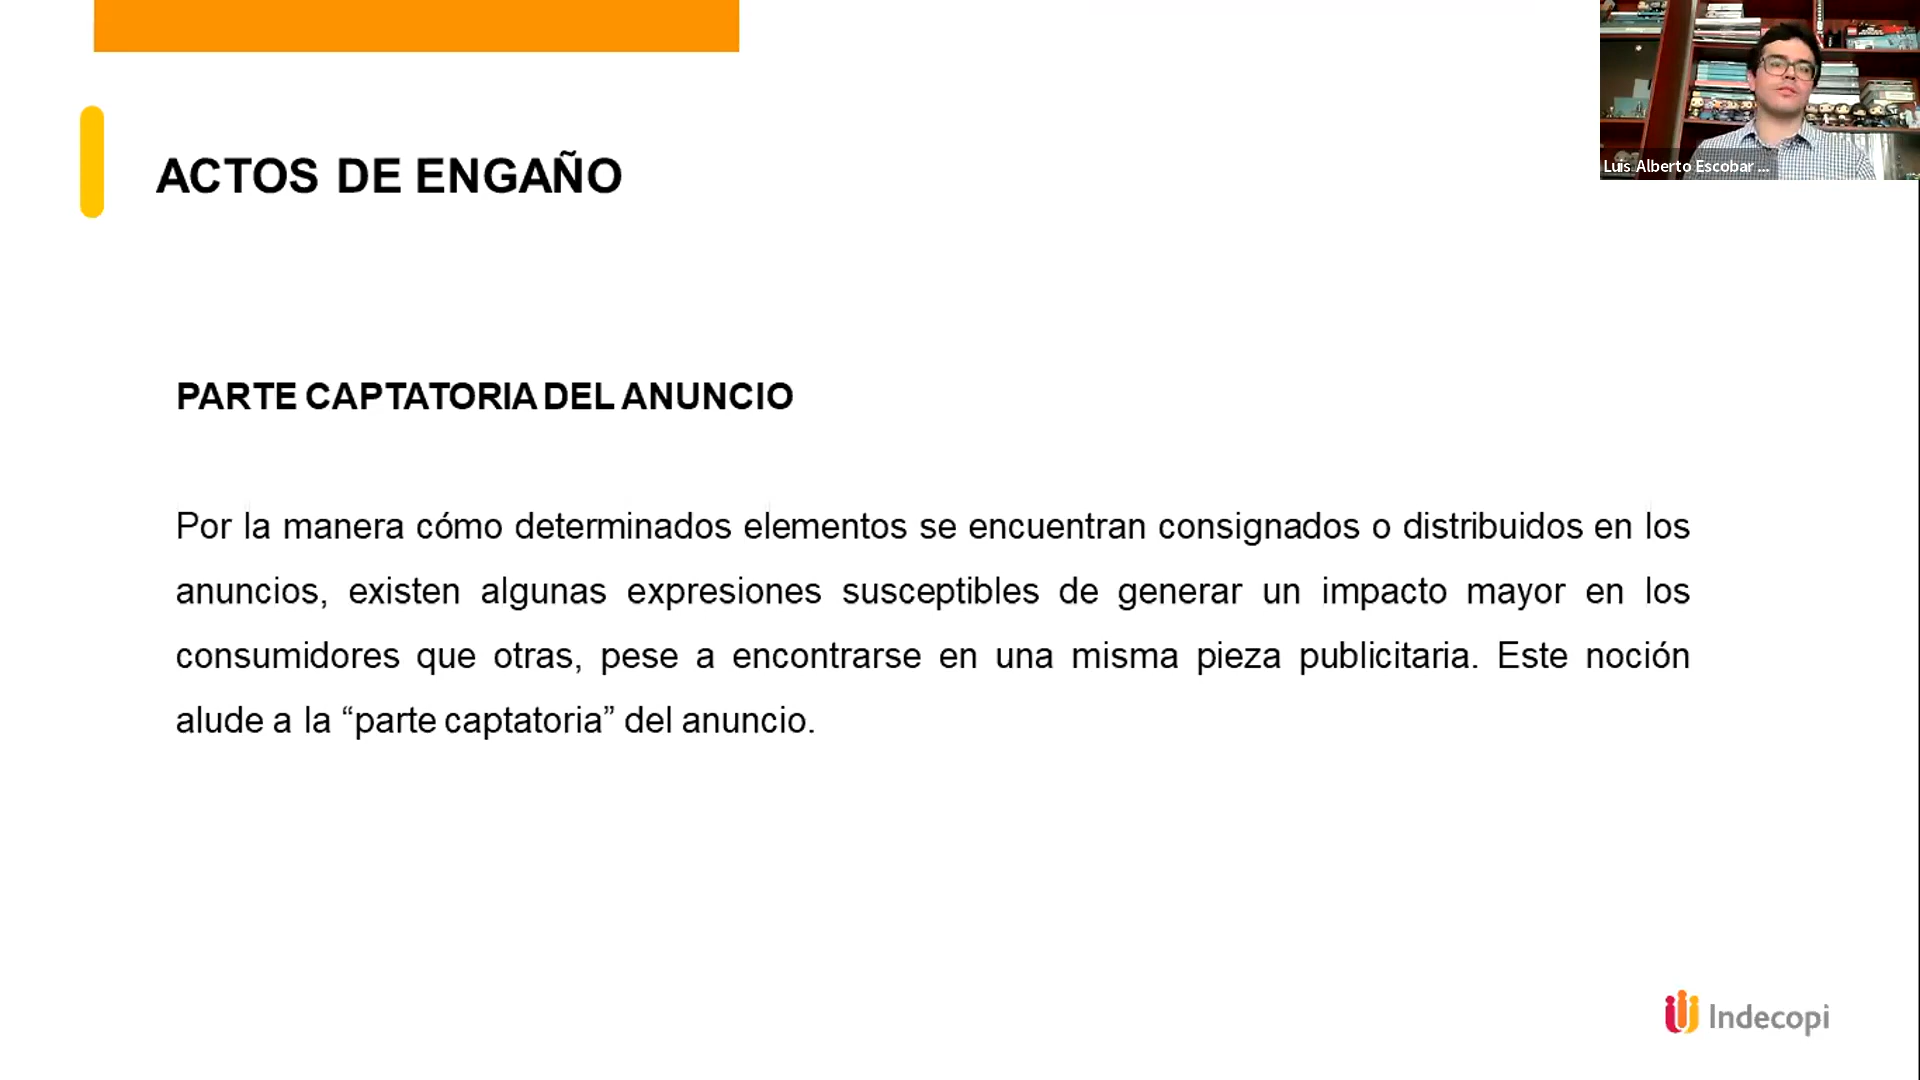 ACTOS DE ENGAÑO
Luis Alberto Escobar ...
PARTE CAPTATORIA DEL ANUNCIO
Por la manera cómo determinados elementos se encuentran consignados o distribuidos en los
anuncios, existen algunas expresiones susceptibles de generar un impacto mayor en los
consumidores que otras, pese a encontrarse en una misma pieza publicitaria. Este noción
alude a la “parte captatoria” del anuncio.
Indecopi